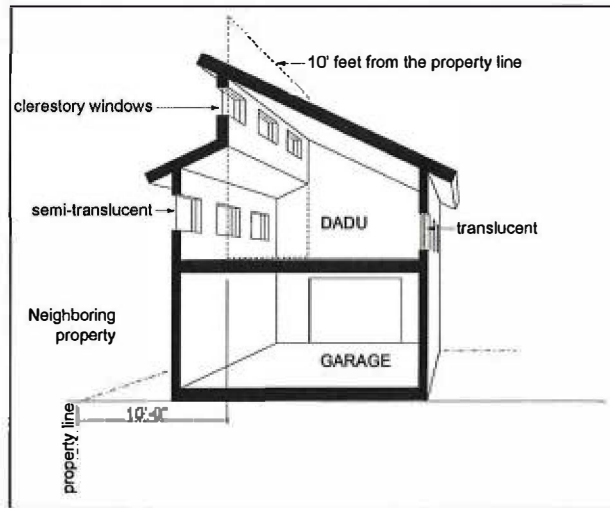 10' feet from the property line
clerestory windows
semi-translucent
DADU
translucent
Neighboring
property
GARAGE
10'-0"
property line